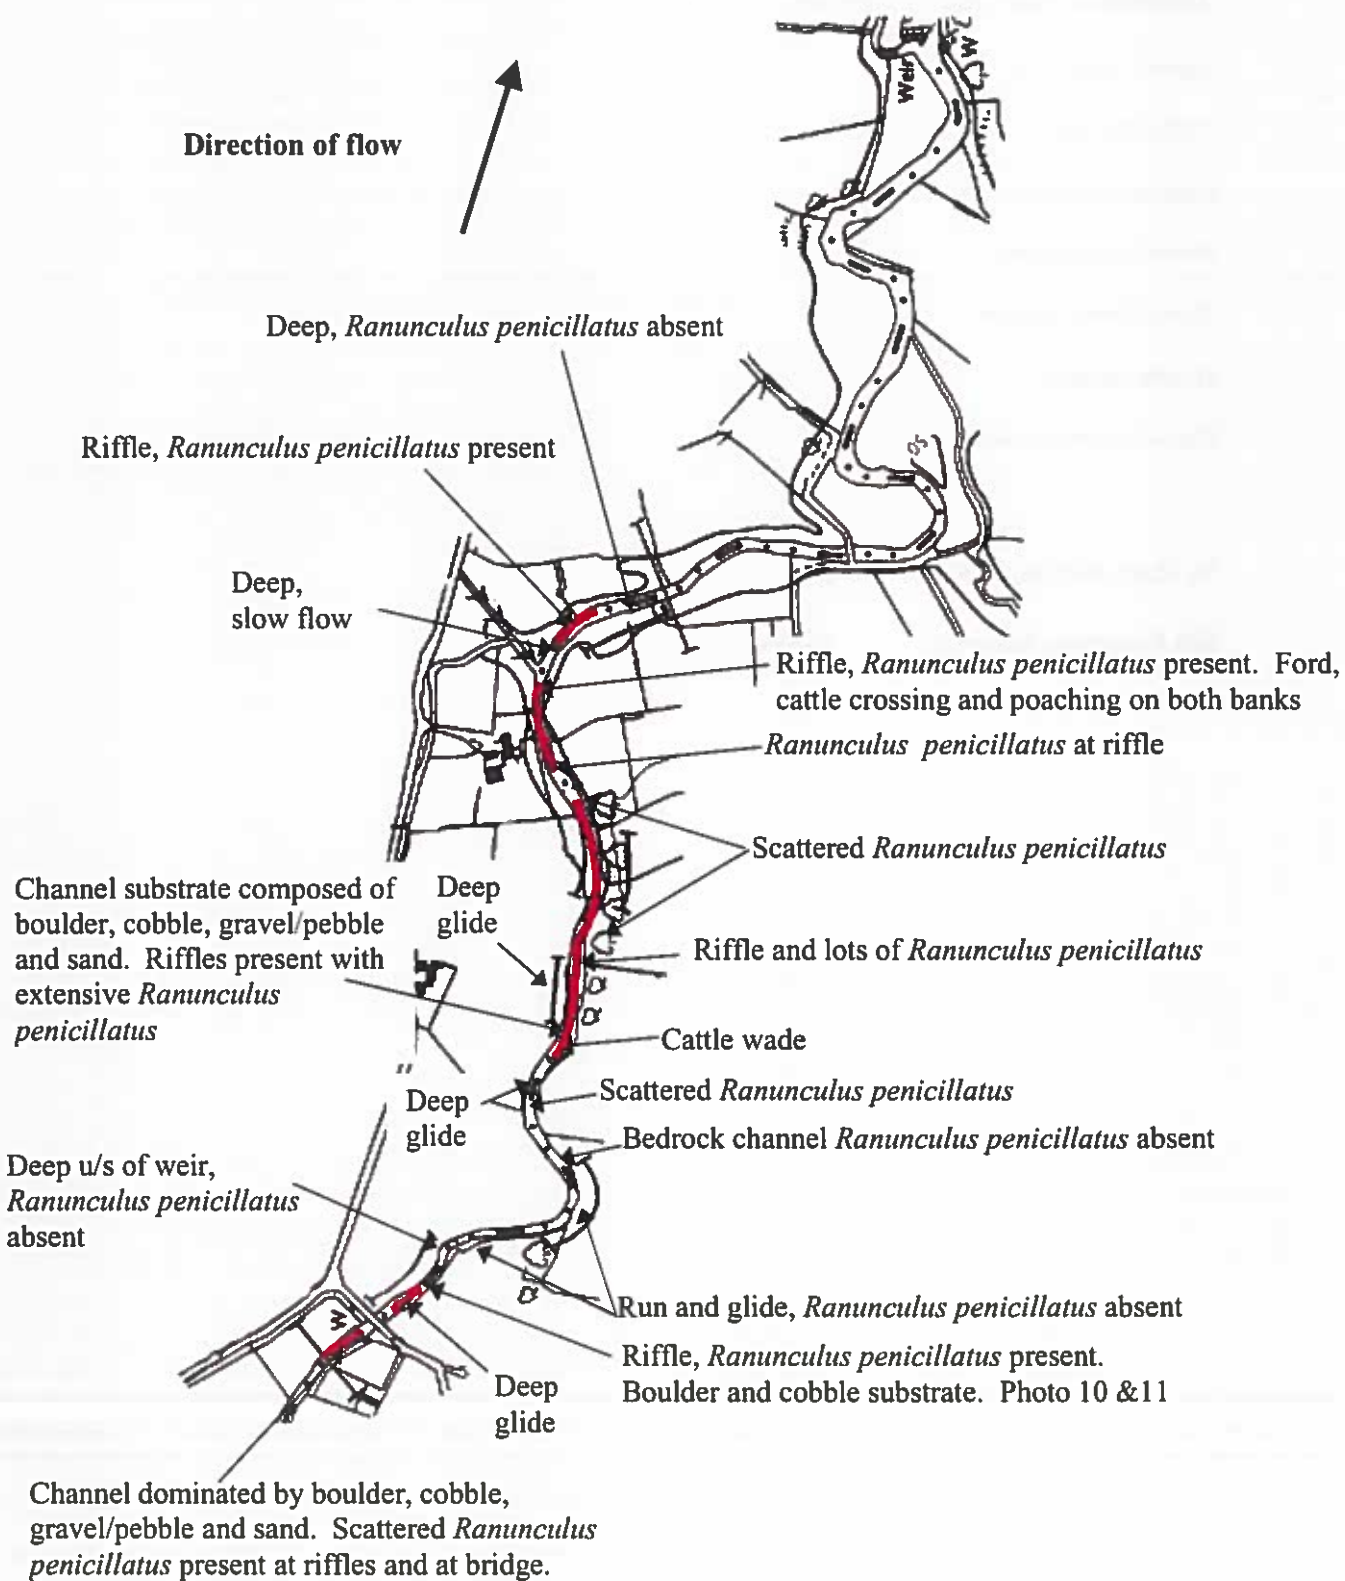 Weir
W
Direction of flow
Deep, Ranunculus penicillatus absent
Riffle, Ranunculus penicillatus present
Deep,
slow flow
Riffle, Ranunculus penicillatus present. Ford,
cattle crossing and poaching on both banks
Ranunculus penicillatus at riffle
Scattered Ranunculus penicillatus
Channel substrate composed of
boulder, cobble, gravel/pebble
and sand. Riffles present with
extensive Ranunculus
penicillatus
Deep
glide
Riffle and lots of Ranunculus penicillatus
Cattle wade
Deep
glide
Scattered Ranunculus penicillatus
Bedrock channel Ranunculus penicillatus absent
Deep u/s of weir,
Ranunculus penicillatus
absent
Run and glide, Ranunculus penicillatus absent
Riffle, Ranunculus penicillatus present.
Boulder and cobble substrate. Photo 10 &11
Deep
glide
Channel dominated by boulder, cobble,
gravel/pebble and sand. Scattered Ranunculus
penicillatus present at riffles and at bridge.